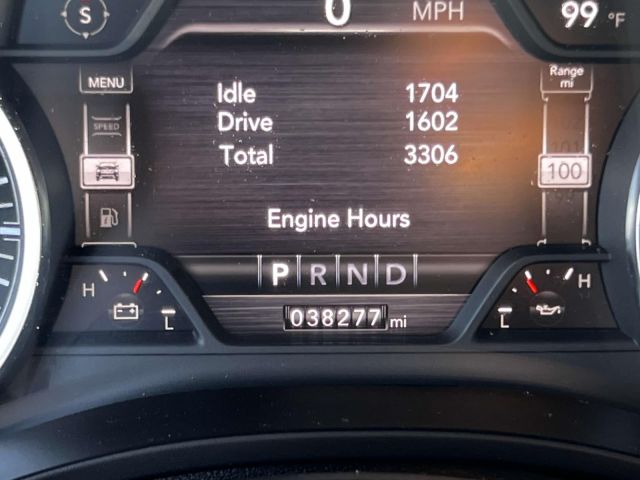 S
0 MPH
99 °F
MENU
Range
mi
SPEED
Idle 1704
Drive 1602
Total 3306
100
Engine Hours
P R N D
H
L
038277 mi
H
L